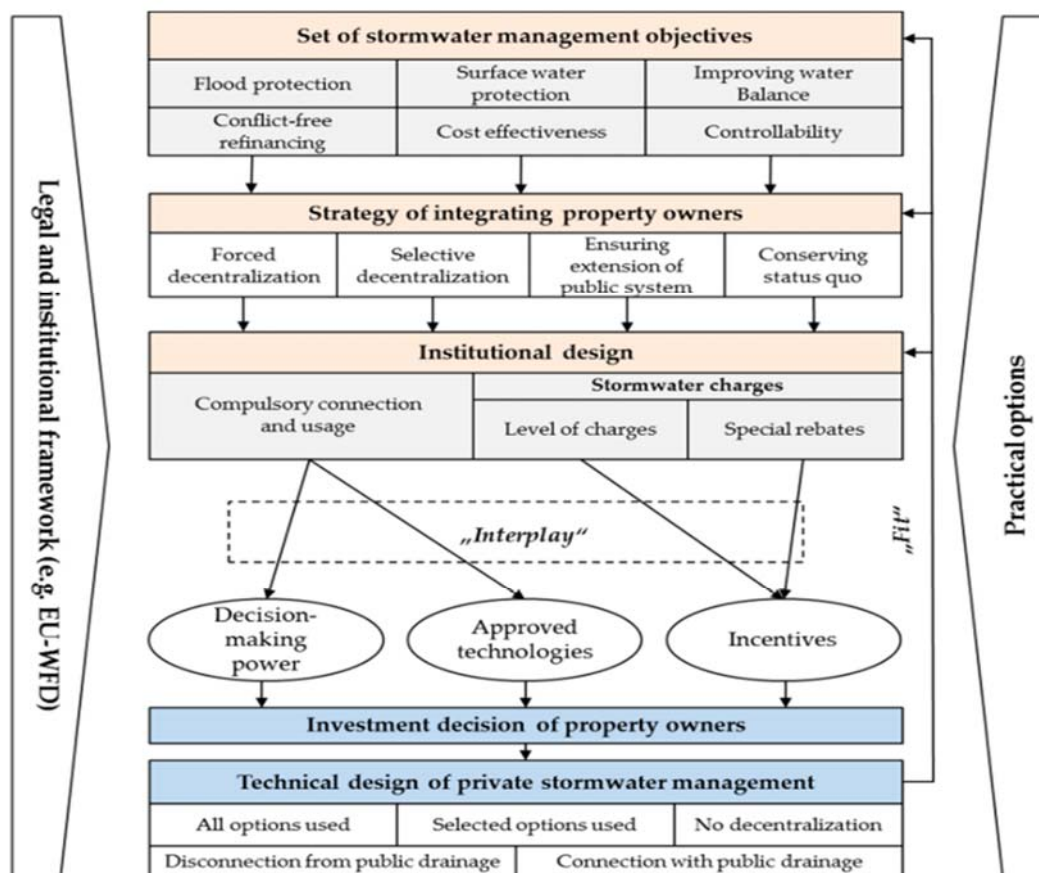 Set of stormwater management objectives
Flood protection
Surface water
protection
Improving water
Balance
Conflict-free
refinancing
Cost effectiveness
Controllability
Strategy of integrating property owners
Forced
decentralization
Selective
decentralization
Ensuring
extension of
public system
Conserving
status quo
Institutional design
Compulsory connection
and usage
Stormwater charges
Level of charges
Special rebates
„Interplay“
„Fit“
Decision-
making
power
Approved
technologies
Incentives
Investment decision of property owners
Technical design of private stormwater management
All options used
Selected options used
No decentralization
Disconnection from public drainage
Connection with public drainage
Legal and institutional framework (e.g. EU-WFD)
Practical options